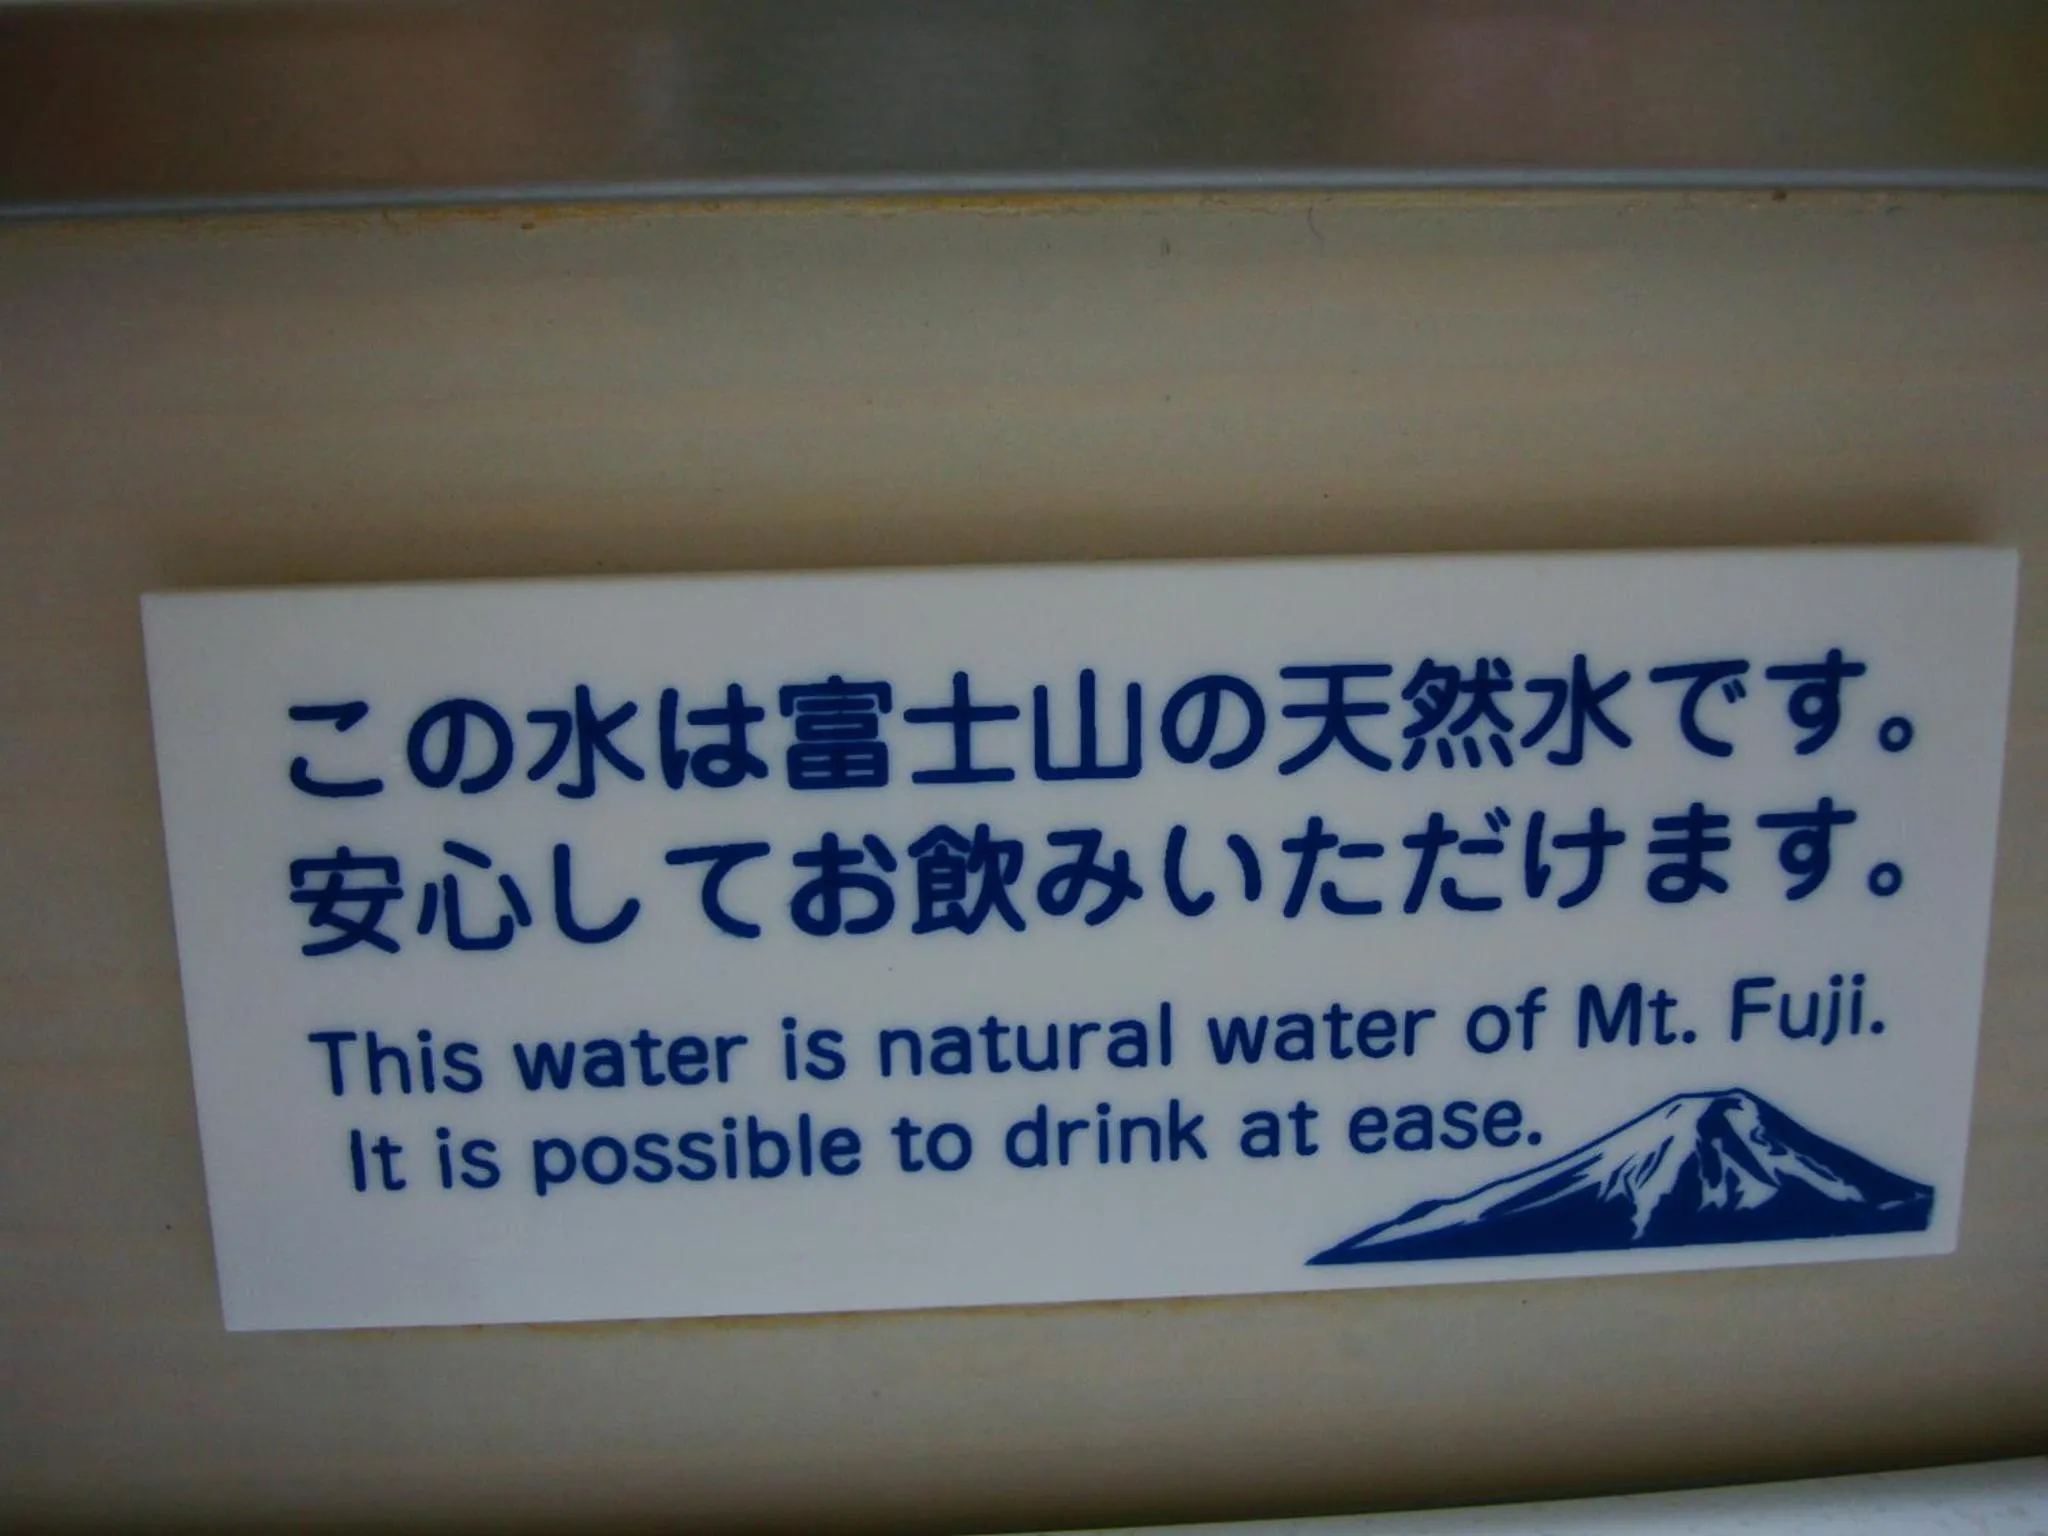 この水は富士山の天然水です。
安心してお飲みいただけます。
This water is natural water of Mt. Fuji.
It is possible to drink at ease.